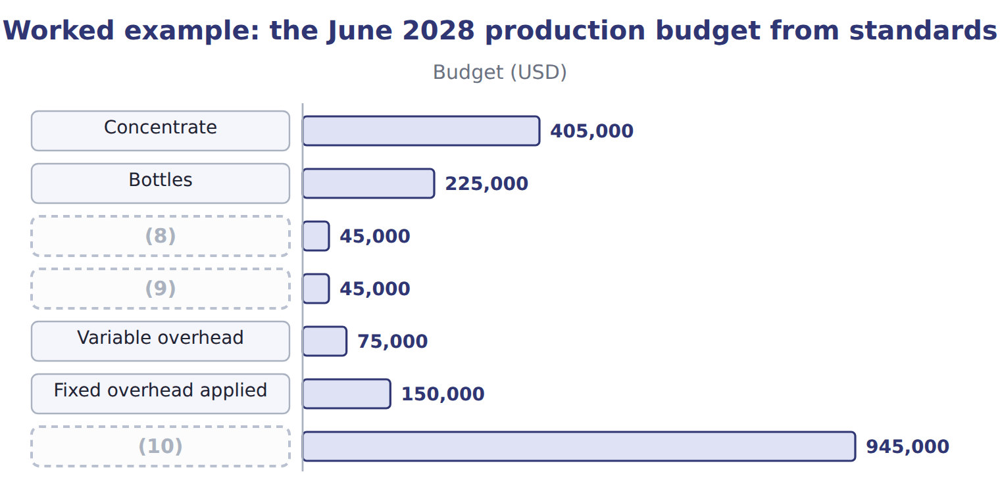 Worked example: the June 2028 production budget from standards
Budget (USD)
Concentrate
405,000
Bottles
225,000
(8)
45,000
(9)
45,000
Variable overhead
75,000
Fixed overhead applied
150,000
(10)
945,000